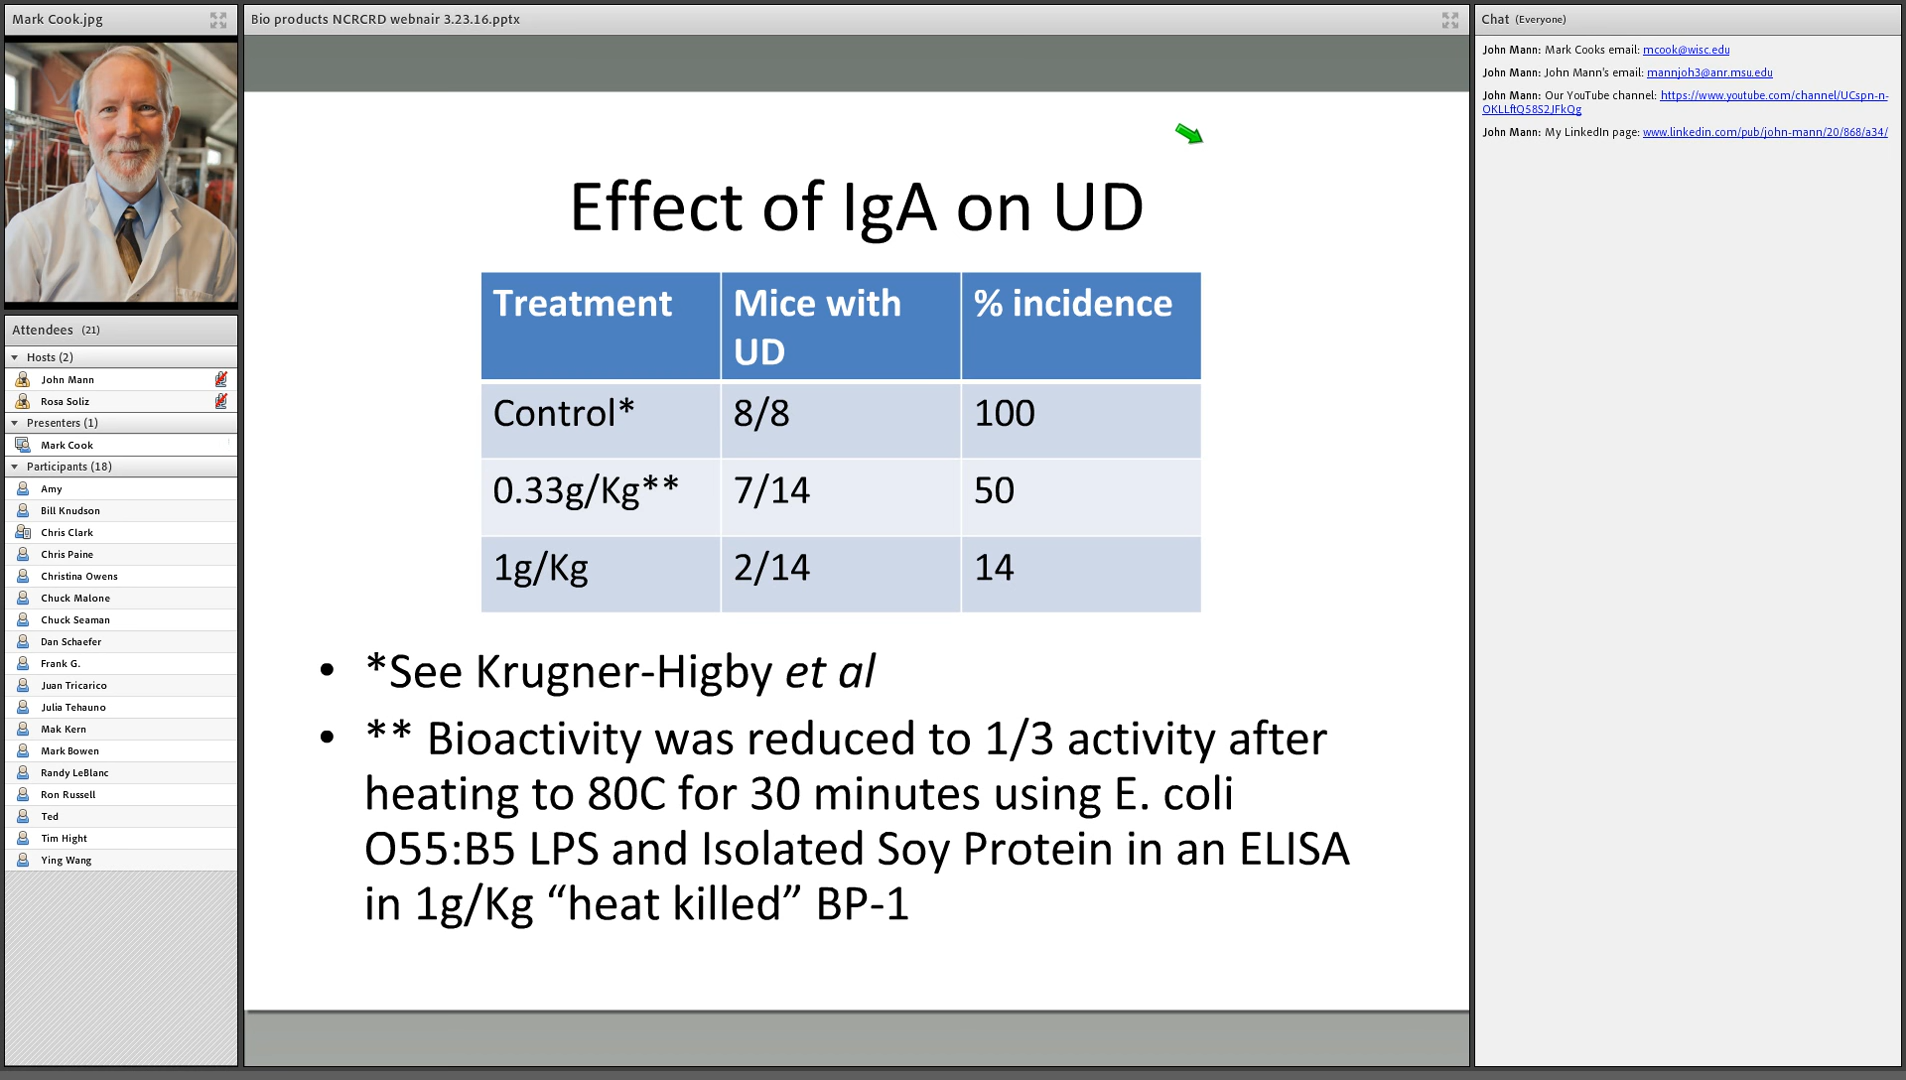 Mark Cook.jpg
Attendees (21)
Hosts (2)
John Mann
Rosa Soliz
Presenters (1)
Mark Cook
Participants (18)
Amy
Bill Knudson
Chris Clark
Chris Paine
Christina Owens
Chuck Malone
Chuck Seaman
Dan Schaefer
Frank G.
Juan Tricarico
Julia Tehauno
Mak Kern
Mark Bowen
Randy LeBlanc
Ron Russell
Ted
Tim Hight
Ying Wang
Bio products NCRCRD webnair 3.23.16.pptx
Effect of IgA on UD
Treatment Mice with UD % incidence
Control* 8/8 100
0.33g/Kg** 7/14 50
1g/Kg 2/14 14
• *See Krugner-Higby et al
• ** Bioactivity was reduced to 1/3 activity after
heating to 80C for 30 minutes using E. coli
O55:B5 LPS and Isolated Soy Protein in an ELISA
in 1g/Kg “heat killed” BP-1
Chat (Everyone)
John Mann: Mark Cooks email: mcook@wisc.edu
John Mann: John Mann's email: mannjoh3@anr.msu.edu
John Mann: Our YouTube channel: https://www.youtube.com/channel/UCspn-n-
OKLLftQ58S2JFkQg
John Mann: My LinkedIn page: www.linkedin.com/pub/john-mann/20/868/a34/